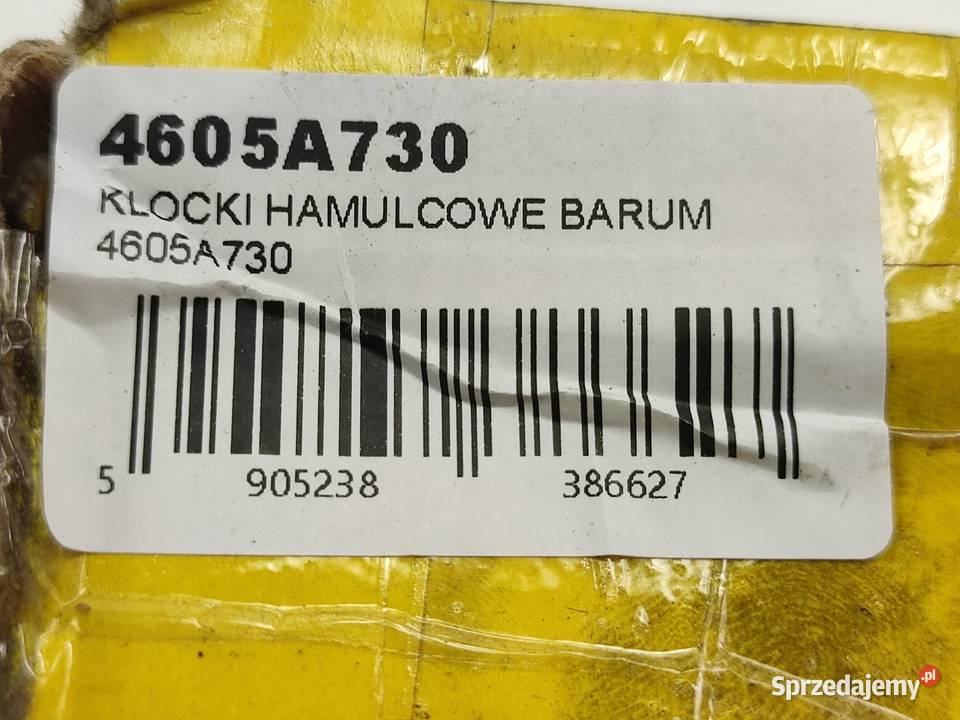 4605A730
KLOCKI HAMULCOWE BARUM
4605A730
5 905238 386627
Sprzedajemy.pl